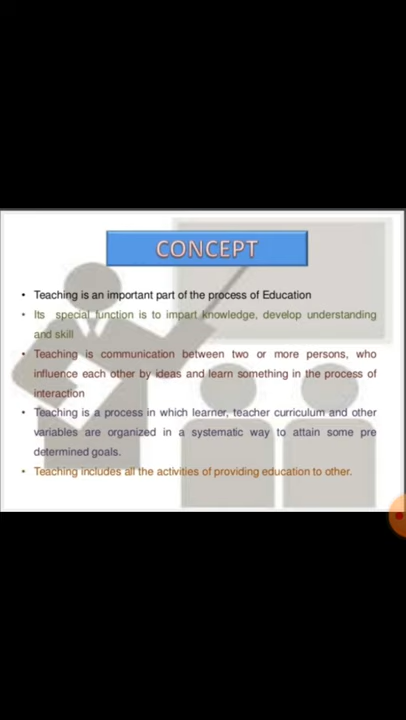 CONCEPT
• Teaching is an important part of the process of Education
• Its special function is to impart knowledge, develop understanding
and skill
• Teaching is communication between two or more persons, who
influence each other by ideas and learn something in the process of
interaction
• Teaching is a process in which learner, teacher curriculum and other
variables are organized in a systematic way to attain some pre
determined goals.
• Teaching includes all the activities of providing education to other.